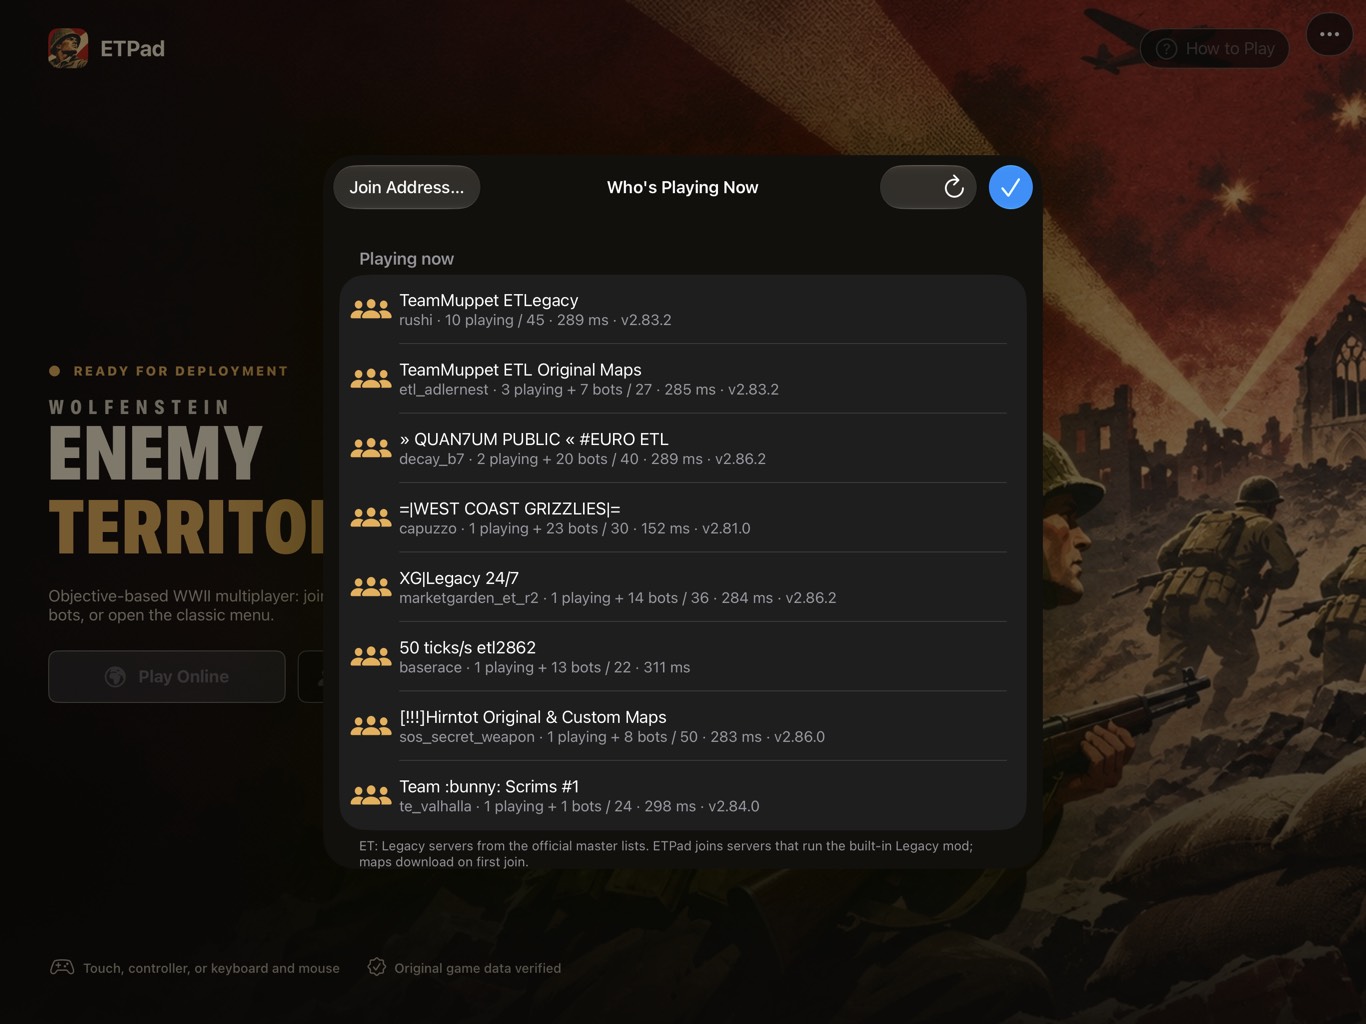 ETPad
How to Play
Join Address...
Who's Playing Now
Playing now
TeamMuppet ETLegacy
rushi · 10 playing / 45 · 289 ms · v2.83.2
TeamMuppet ETL Original Maps
etl_adlernest · 3 playing + 7 bots / 27 · 285 ms · v2.83.2
» QUAN7UM PUBLIC « #EURO ETL
decay_b7 · 2 playing + 20 bots / 40 · 289 ms · v2.86.2
=|WEST COAST GRIZZLIES|=
capuzzo · 1 playing + 23 bots / 30 · 152 ms · v2.81.0
XG|Legacy 24/7
marketgarden_et_r2 · 1 playing + 14 bots / 36 · 284 ms · v2.86.2
50 ticks/s etl2862
baserace · 1 playing + 13 bots / 22 · 311 ms
[!!!]Hirntot Original & Custom Maps
sos_secret_weapon · 1 playing + 8 bots / 50 · 283 ms · v2.86.0
Team :bunny: Scrims #1
te_valhalla · 1 playing + 1 bots / 24 · 298 ms · v2.84.0
ET: Legacy servers from the official master lists. ETPad joins servers that run the built-in Legacy mod;
maps download on first join.
READY FOR DEPLOYMENT
WOLFENSTEIN
ENEMY
TERRITO
Objective-based WWII multiplayer: join
bots, or open the classic menu.
Play Online
Touch, controller, or keyboard and mouse
Original game data verified